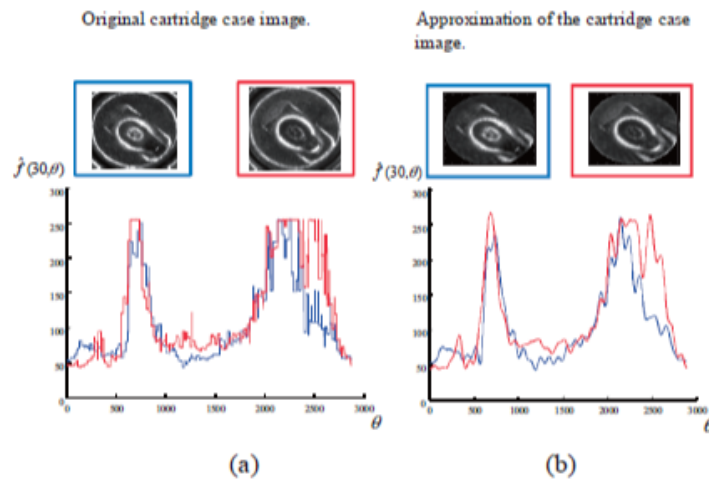 Original cartridge case image.
Approximation of the cartridge case
image.
f̂ (30,θ)
f̂ (30,θ)
300
250
200
150
100
50
0
0 500 1000 1500 2000 2500 3000
θ
300
250
200
150
100
50
0
0 500 1000 1500 2000 2500 3000
θ
(a)
(b)